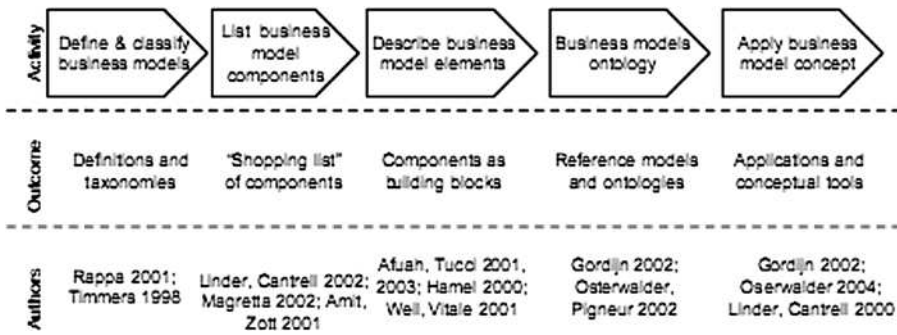 Activity
Define & classify
business models
List business
model
components
Describe business
model elements
Business models
ontology
Apply business
model concept
Outcome
Definitions and
taxonomies
"Shopping list"
of components
Components as
building blocks
Reference models
and ontologies
Applications and
conceptual tools
Authors
Rappa 2001;
Timmers 1998
Linder, Cantrell 2002;
Magretta 2002; Amit,
Zott 2001
Afuah, Tucci 2001,
2003; Hamel 2000;
Weil, Vitale 2001
Gordijn 2002;
Osterwalder,
Pigneur 2002
Gordijn 2002;
Oserwalder 2004;
Linder, Cantrell 2000